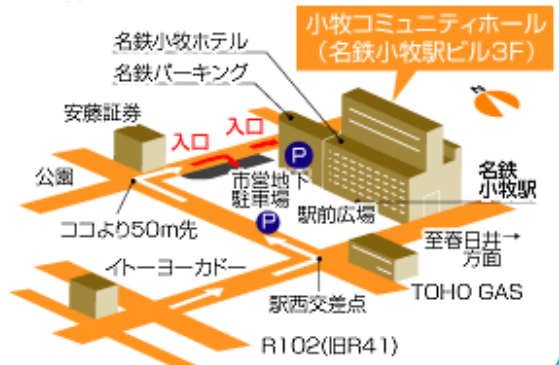 小牧コミュニティホール
（名鉄小牧駅ビル3F）
名鉄小牧ホテル
名鉄パーキング
安藤証券
入口
入口
P
公園
市営地下
駐車場
名鉄
小牧駅
駅前広場
ココより50m先
P
至春日井→
方面
イトーヨーカドー
TOHO GAS
駅西交差点
R102(旧R41)